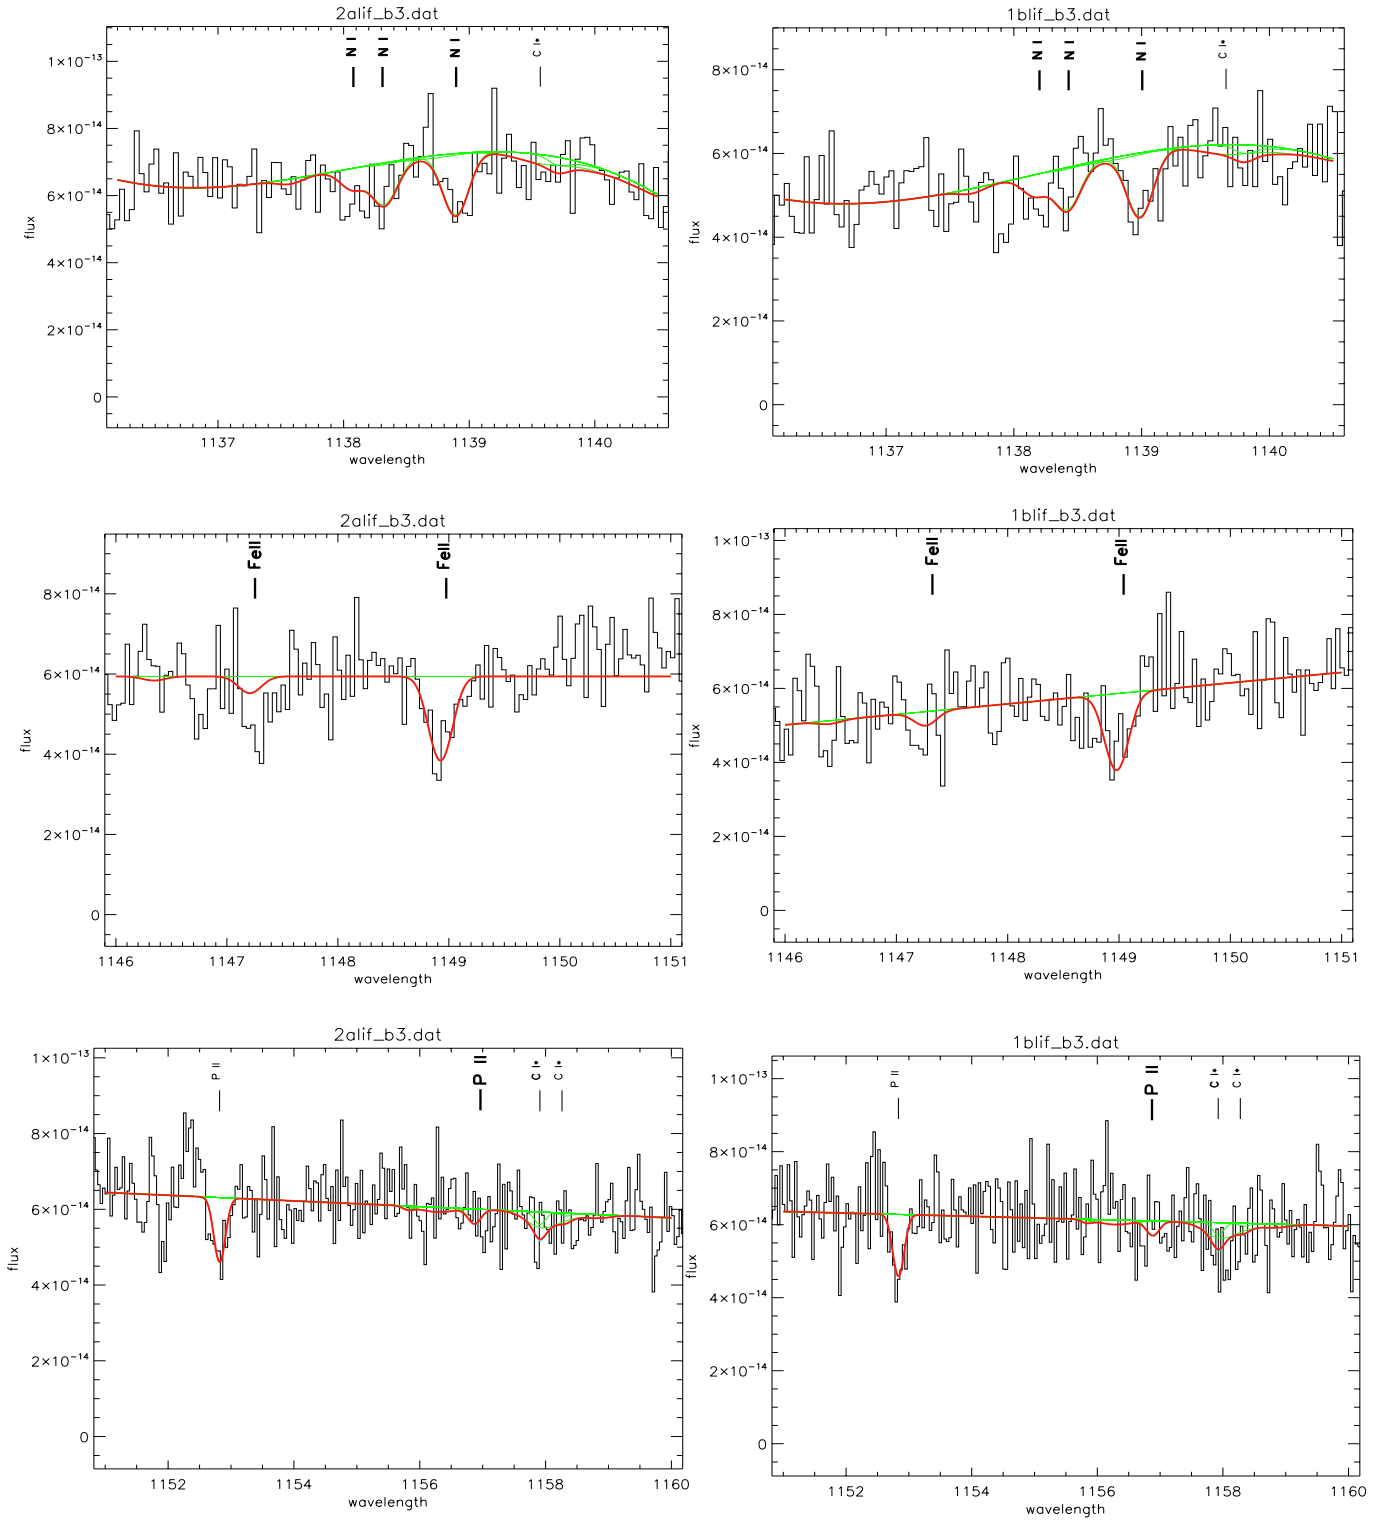 2alif_b3.dat
N I N I N I C I*
1×10⁻¹³
8×10⁻¹⁴
6×10⁻¹⁴
4×10⁻¹⁴
2×10⁻¹⁴
0
flux
1137 1138 1139 1140
wavelength
1blif_b3.dat
N I N I N I C I*
8×10⁻¹⁴
6×10⁻¹⁴
4×10⁻¹⁴
2×10⁻¹⁴
0
flux
1137 1138 1139 1140
wavelength
2alif_b3.dat
FeII FeII
8×10⁻¹⁴
6×10⁻¹⁴
4×10⁻¹⁴
2×10⁻¹⁴
0
flux
1146 1147 1148 1149 1150 1151
wavelength
1blif_b3.dat
FeII FeII
1×10⁻¹³
8×10⁻¹⁴
6×10⁻¹⁴
4×10⁻¹⁴
2×10⁻¹⁴
0
flux
1146 1147 1148 1149 1150 1151
wavelength
2alif_b3.dat
P II P II C I* C I*
1×10⁻¹³
8×10⁻¹⁴
6×10⁻¹⁴
4×10⁻¹⁴
2×10⁻¹⁴
0
flux
1152 1154 1156 1158 1160
wavelength
1blif_b3.dat
P II P II C I* C I*
1×10⁻¹³
8×10⁻¹⁴
6×10⁻¹⁴
4×10⁻¹⁴
2×10⁻¹⁴
0
flux
1152 1154 1156 1158 1160
wavelength